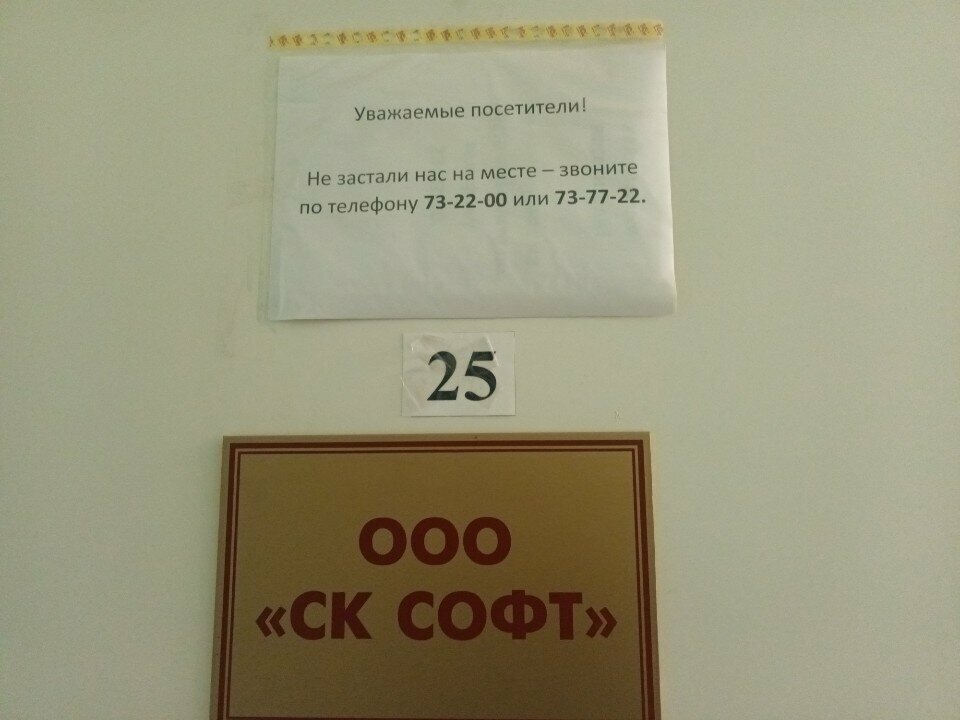 Уважаемые посетители!
Не застали нас на месте – звоните
по телефону 73-22-00 или 73-77-22.
25
ООО
«СК СОФТ»